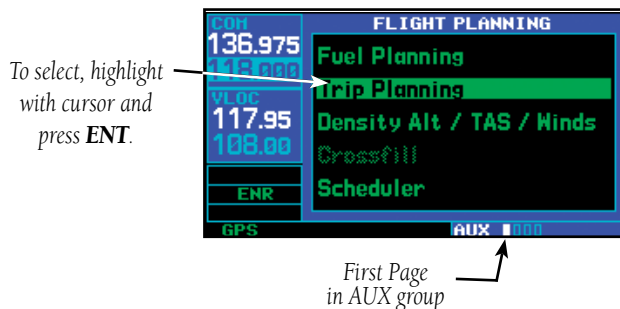 COM
136.975
118.000
VLOC
117.95
108.00
ENR
GPS
FLIGHT PLANNING
Fuel Planning
Trip Planning
Density Alt / TAS / Winds
Crossfill
Scheduler
AUX
To select, highlight
with cursor and
press ENT.
First Page
in AUX group